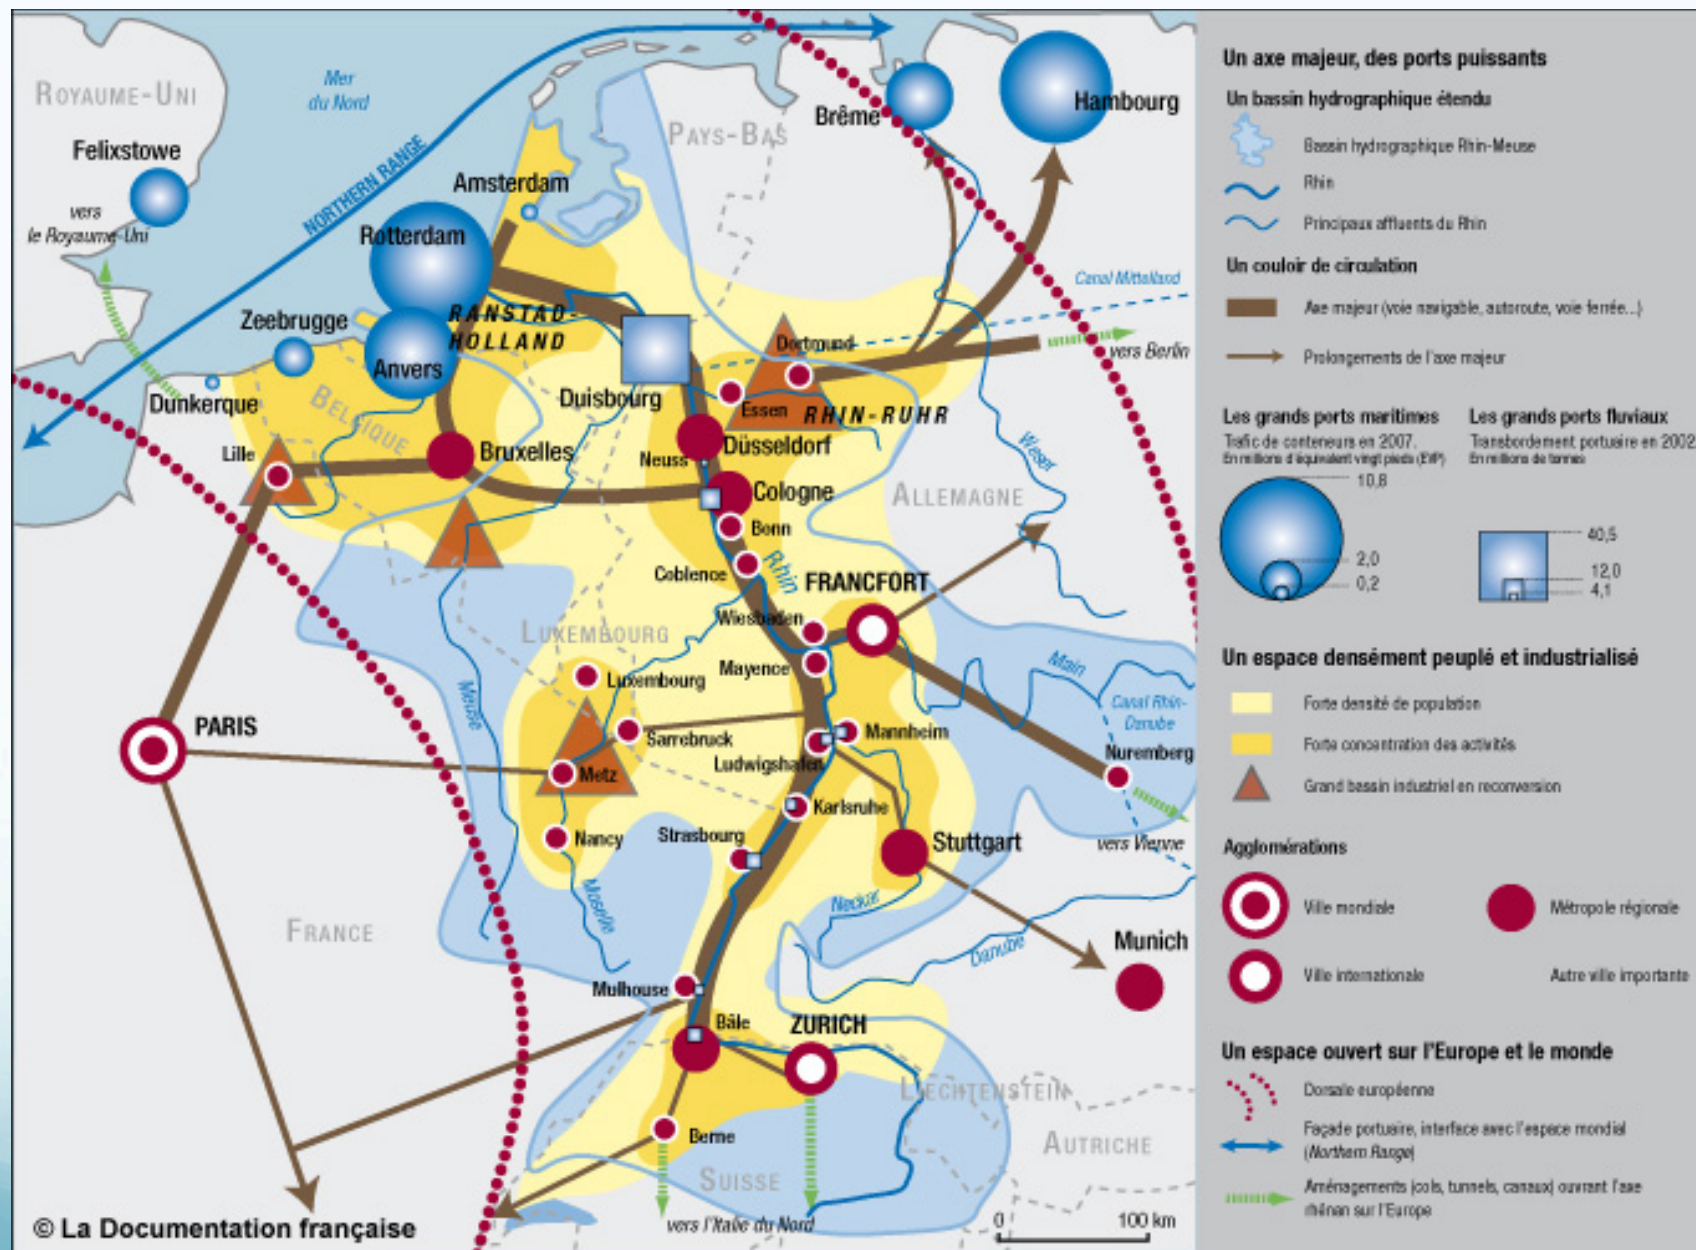 ROYAUME-UNI
Mer
du Nord
PAYS-BAS
Brême
Hambourg
Felixstowe
NORTHERN RANGE
Amsterdam
vers
le Royaume-Uni
Rotterdam
Canal Mittelland
Zeebrugge
RANSTAD-
HOLLAND
Dortmund
vers Berlin
Anvers
Dunkerque
Duisbourg
Essen
RHIN-RUHR
BELGIQUE
Weser
Lille
Bruxelles
Neuss
Düsseldorf
Cologne
ALLEMAGNE
Bonn
Rhin
Coblence
FRANCFORT
Wiesbaden
LUXEMBOURG
Mayence
Main
Luxembourg
Meuse
Canal Rhin-
Danube
PARIS
Sarrebruck
Mannheim
Nuremberg
Metz
Ludwigshafen
Karlsruhe
Nancy
Strasbourg
Stuttgart
vers Vienne
Moselle
Neckar
FRANCE
Danube
Munich
Mulhouse
Bâle
ZURICH
LIECHTENSTEIN
Berne
AUTRICHE
SUISSE
vers l'Italie du Nord
0 100 km
© La Documentation française
Un axe majeur, des ports puissants
Un bassin hydrographique étendu
Bassin hydrographique Rhin-Meuse
Rhin
Principaux affluents du Rhin
Un couloir de circulation
Axe majeur (voie navigable, autoroute, voie ferrée...)
Prolongements de l'axe majeur
Les grands ports maritimes
Trafic de conteneurs en 2007.
En millions d'équivalent vingt pieds (EVP)
10,8
2,0
0,2
Les grands ports fluviaux
Transbordement portuaire en 2002.
En millions de tonnes
40,5
12,0
4,1
Un espace densément peuplé et industrialisé
Forte densité de population
Forte concentration des activités
Grand bassin industriel en reconversion
Agglomérations
Ville mondiale
Métropole régionale
Ville internationale
Autre ville importante
Un espace ouvert sur l'Europe et le monde
Dorsale européenne
Façade portuaire, interface avec l'espace mondial
(Northern Range)
Aménagements (cols, tunnels, canaux) ouvrant l'axe
rhénan sur l'Europe